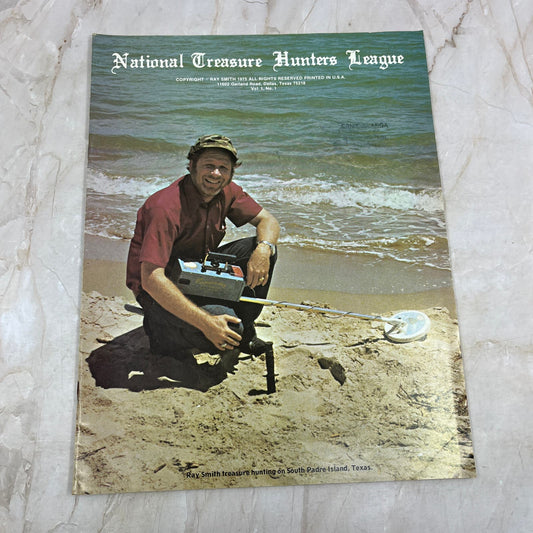 National Treasure Hunters League
COPYRIGHT © RAY SMITH 1975 ALL RIGHTS RESERVED PRINTED IN U.S.A.
11602 Garland Road, Dallas, Texas 75218
Vol. 1, No. 1
Ray Smith treasure hunting on South Padre Island, Texas